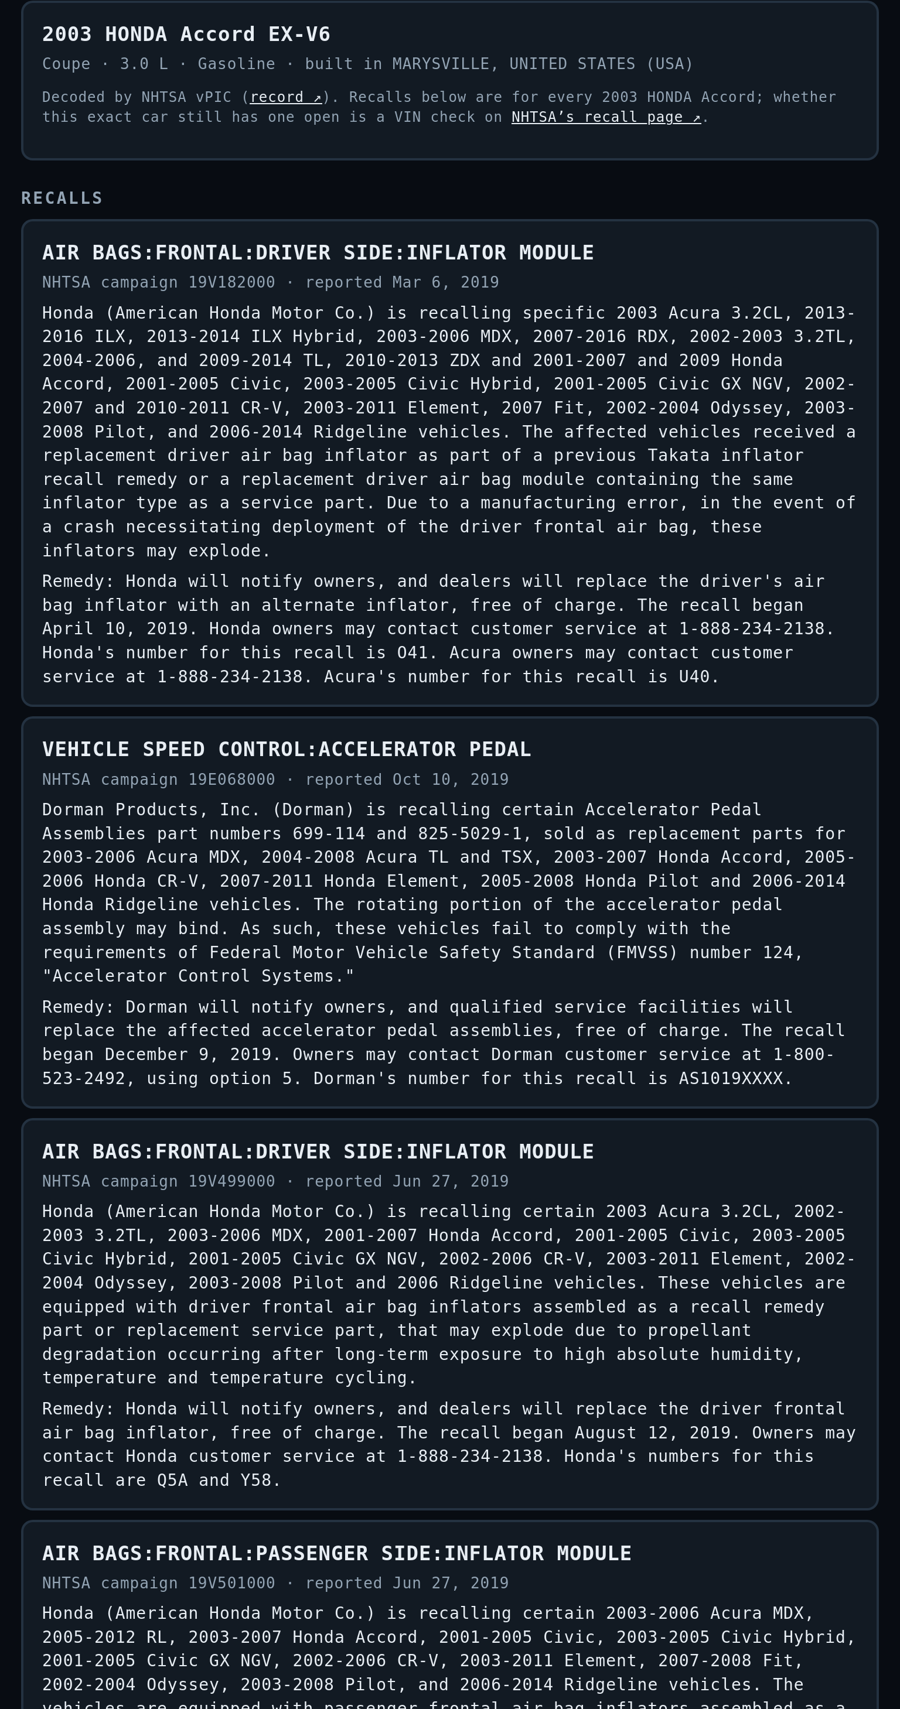 2003 HONDA Accord EX-V6
Coupe · 3.0 L · Gasoline · built in MARYSVILLE, UNITED STATES (USA)
Decoded by NHTSA vPIC (record ↗). Recalls below are for every 2003 HONDA Accord; whether
this exact car still has one open is a VIN check on NHTSA’s recall page ↗.
RECALLS
AIR BAGS:FRONTAL:DRIVER SIDE:INFLATOR MODULE
NHTSA campaign 19V182000 · reported Mar 6, 2019
Honda (American Honda Motor Co.) is recalling specific 2003 Acura 3.2CL, 2013-
2016 ILX, 2013-2014 ILX Hybrid, 2003-2006 MDX, 2007-2016 RDX, 2002-2003 3.2TL,
2004-2006, and 2009-2014 TL, 2010-2013 ZDX and 2001-2007 and 2009 Honda
Accord, 2001-2005 Civic, 2003-2005 Civic Hybrid, 2001-2005 Civic GX NGV, 2002-
2007 and 2010-2011 CR-V, 2003-2011 Element, 2007 Fit, 2002-2004 Odyssey, 2003-
2008 Pilot, and 2006-2014 Ridgeline vehicles. The affected vehicles received a
replacement driver air bag inflator as part of a previous Takata inflator
recall remedy or a replacement driver air bag module containing the same
inflator type as a service part. Due to a manufacturing error, in the event of
a crash necessitating deployment of the driver frontal air bag, these
inflators may explode.
Remedy: Honda will notify owners, and dealers will replace the driver's air
bag inflator with an alternate inflator, free of charge. The recall began
April 10, 2019. Honda owners may contact customer service at 1-888-234-2138.
Honda's number for this recall is O41. Acura owners may contact customer
service at 1-888-234-2138. Acura's number for this recall is U40.
VEHICLE SPEED CONTROL:ACCELERATOR PEDAL
NHTSA campaign 19E068000 · reported Oct 10, 2019
Dorman Products, Inc. (Dorman) is recalling certain Accelerator Pedal
Assemblies part numbers 699-114 and 825-5029-1, sold as replacement parts for
2003-2006 Acura MDX, 2004-2008 Acura TL and TSX, 2003-2007 Honda Accord, 2005-
2006 Honda CR-V, 2007-2011 Honda Element, 2005-2008 Honda Pilot and 2006-2014
Honda Ridgeline vehicles. The rotating portion of the accelerator pedal
assembly may bind. As such, these vehicles fail to comply with the
requirements of Federal Motor Vehicle Safety Standard (FMVSS) number 124,
"Accelerator Control Systems."
Remedy: Dorman will notify owners, and qualified service facilities will
replace the affected accelerator pedal assemblies, free of charge. The recall
began December 9, 2019. Owners may contact Dorman customer service at 1-800-
523-2492, using option 5. Dorman's number for this recall is AS1019XXXX.
AIR BAGS:FRONTAL:DRIVER SIDE:INFLATOR MODULE
NHTSA campaign 19V499000 · reported Jun 27, 2019
Honda (American Honda Motor Co.) is recalling certain 2003 Acura 3.2CL, 2002-
2003 3.2TL, 2003-2006 MDX, 2001-2007 Honda Accord, 2001-2005 Civic, 2003-2005
Civic Hybrid, 2001-2005 Civic GX NGV, 2002-2006 CR-V, 2003-2011 Element, 2002-
2004 Odyssey, 2003-2008 Pilot and 2006 Ridgeline vehicles. These vehicles are
equipped with driver frontal air bag inflators assembled as a recall remedy
part or replacement service part, that may explode due to propellant
degradation occurring after long-term exposure to high absolute humidity,
temperature and temperature cycling.
Remedy: Honda will notify owners, and dealers will replace the driver frontal
air bag inflator, free of charge. The recall began August 12, 2019. Owners may
contact Honda customer service at 1-888-234-2138. Honda's numbers for this
recall are Q5A and Y58.
AIR BAGS:FRONTAL:PASSENGER SIDE:INFLATOR MODULE
NHTSA campaign 19V501000 · reported Jun 27, 2019
Honda (American Honda Motor Co.) is recalling certain 2003-2006 Acura MDX,
2005-2012 RL, 2003-2007 Honda Accord, 2001-2005 Civic, 2003-2005 Civic Hybrid,
2001-2005 Civic GX NGV, 2002-2006 CR-V, 2003-2011 Element, 2007-2008 Fit,
2002-2004 Odyssey, 2003-2008 Pilot, and 2006-2014 Ridgeline vehicles. The
vehicles are equipped with passenger frontal air bag inflators assembled as a